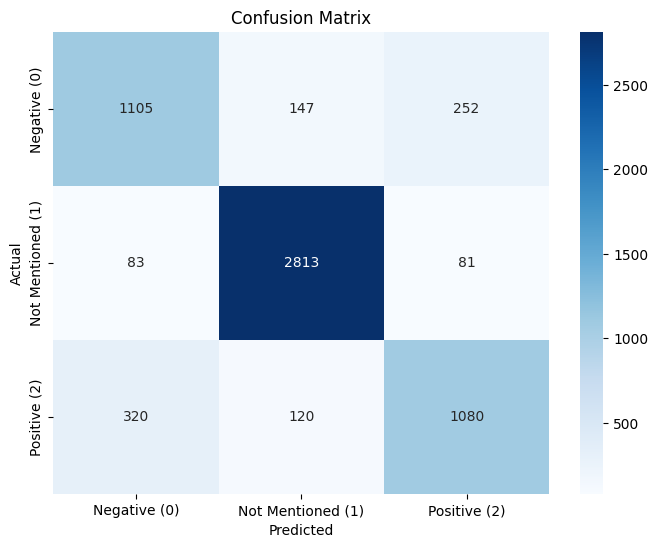 Confusion Matrix
Actual
Negative (0)
1105 147 252
Not Mentioned (1)
83 2813 81
Positive (2)
320 120 1080
Negative (0) Not Mentioned (1) Positive (2)
Predicted
2500
2000
1500
1000
500